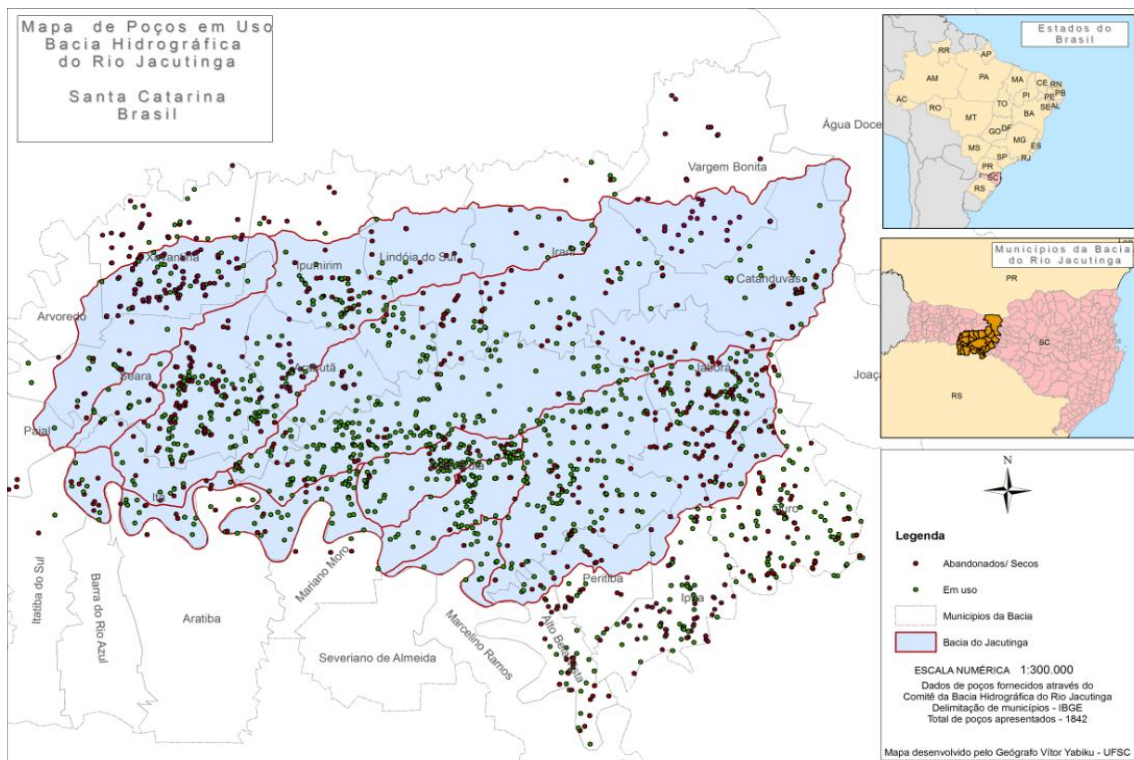 Mapa de Poços em Uso
Bacia Hidrográfica
do Rio Jacutinga
Santa Catarina
Brasil
Água Doce
Vargem Bonita
Xavantina
Ipumirim
Lindóia do Sul
Irani
Catanduvas
Arvoredo
Seara
Arabutã
Jaborá
Joaça
Paial
Itá
Ouro
Peritiba
Ipira
Alto Bela Vista
Itatiba do Sul
Barra do Rio Azul
Aratiba
Mariano Moro
Severiano de Almeida
Marcelino Ramos
Estados do
Brasil
RR
AP
AM
PA
MA
CE
RN
PB
PE
AL
SE
PI
AC
RO
TO
BA
MT
GO
DF
MG
ES
MS
SP
RJ
PR
SC
RS
Municípios da Bacia
do Rio Jacutinga
PR
SC
RS
N
Legenda
Abandonados/ Secos
Em uso
Municípios da Bacia
Bacia do Jacutinga
ESCALA NUMÉRICA 1:300.000
Dados de poços fornecidos através do
Comitê da Bacia Hidrográfica do Rio Jacutinga
Delimitação de municípios - IBGE
Total de poços apresentados - 1842
Mapa desenvolvido pelo Geógrafo Vítor Yabiku - UFSC